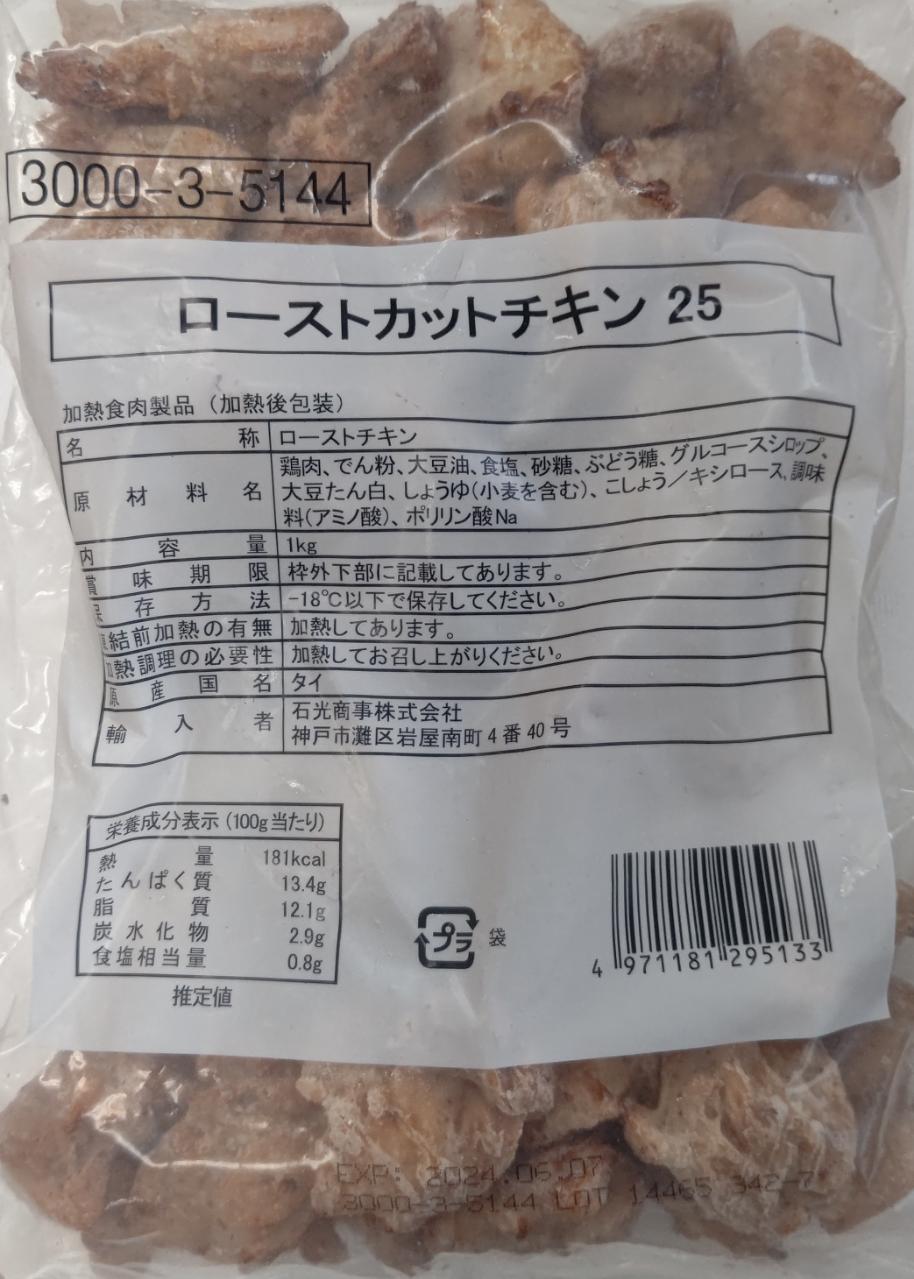 3000-3-5144
ローストカットチキン 25
加熱食肉製品（加熱後包装）
名称 ローストチキン
原材料名 鶏肉、でん粉、大豆油、食塩、砂糖、ぶどう糖、グルコースシロップ、
大豆たん白、しょうゆ（小麦を含む）、こしょう／キシロース、調味
料（アミノ酸）、ポリリン酸Na
内容量 1kg
賞味期限 枠外下部に記載してあります。
保存方法 -18℃以下で保存してください。
凍結前加熱の有無 加熱してあります。
加熱調理の必要性 加熱してお召し上がりください。
原産国名 タイ
輸入者 石光商事株式会社
神戸市灘区岩屋南町4番40号
栄養成分表示（100g当たり）
熱量 181kcal
たんぱく質 13.4g
脂質 12.1g
炭水化物 2.9g
食塩相当量 0.8g
推定値
プラ 袋
4 971181 295133
EXP: 2024.06.07
3000-3-5144 LOT 14465 342-7